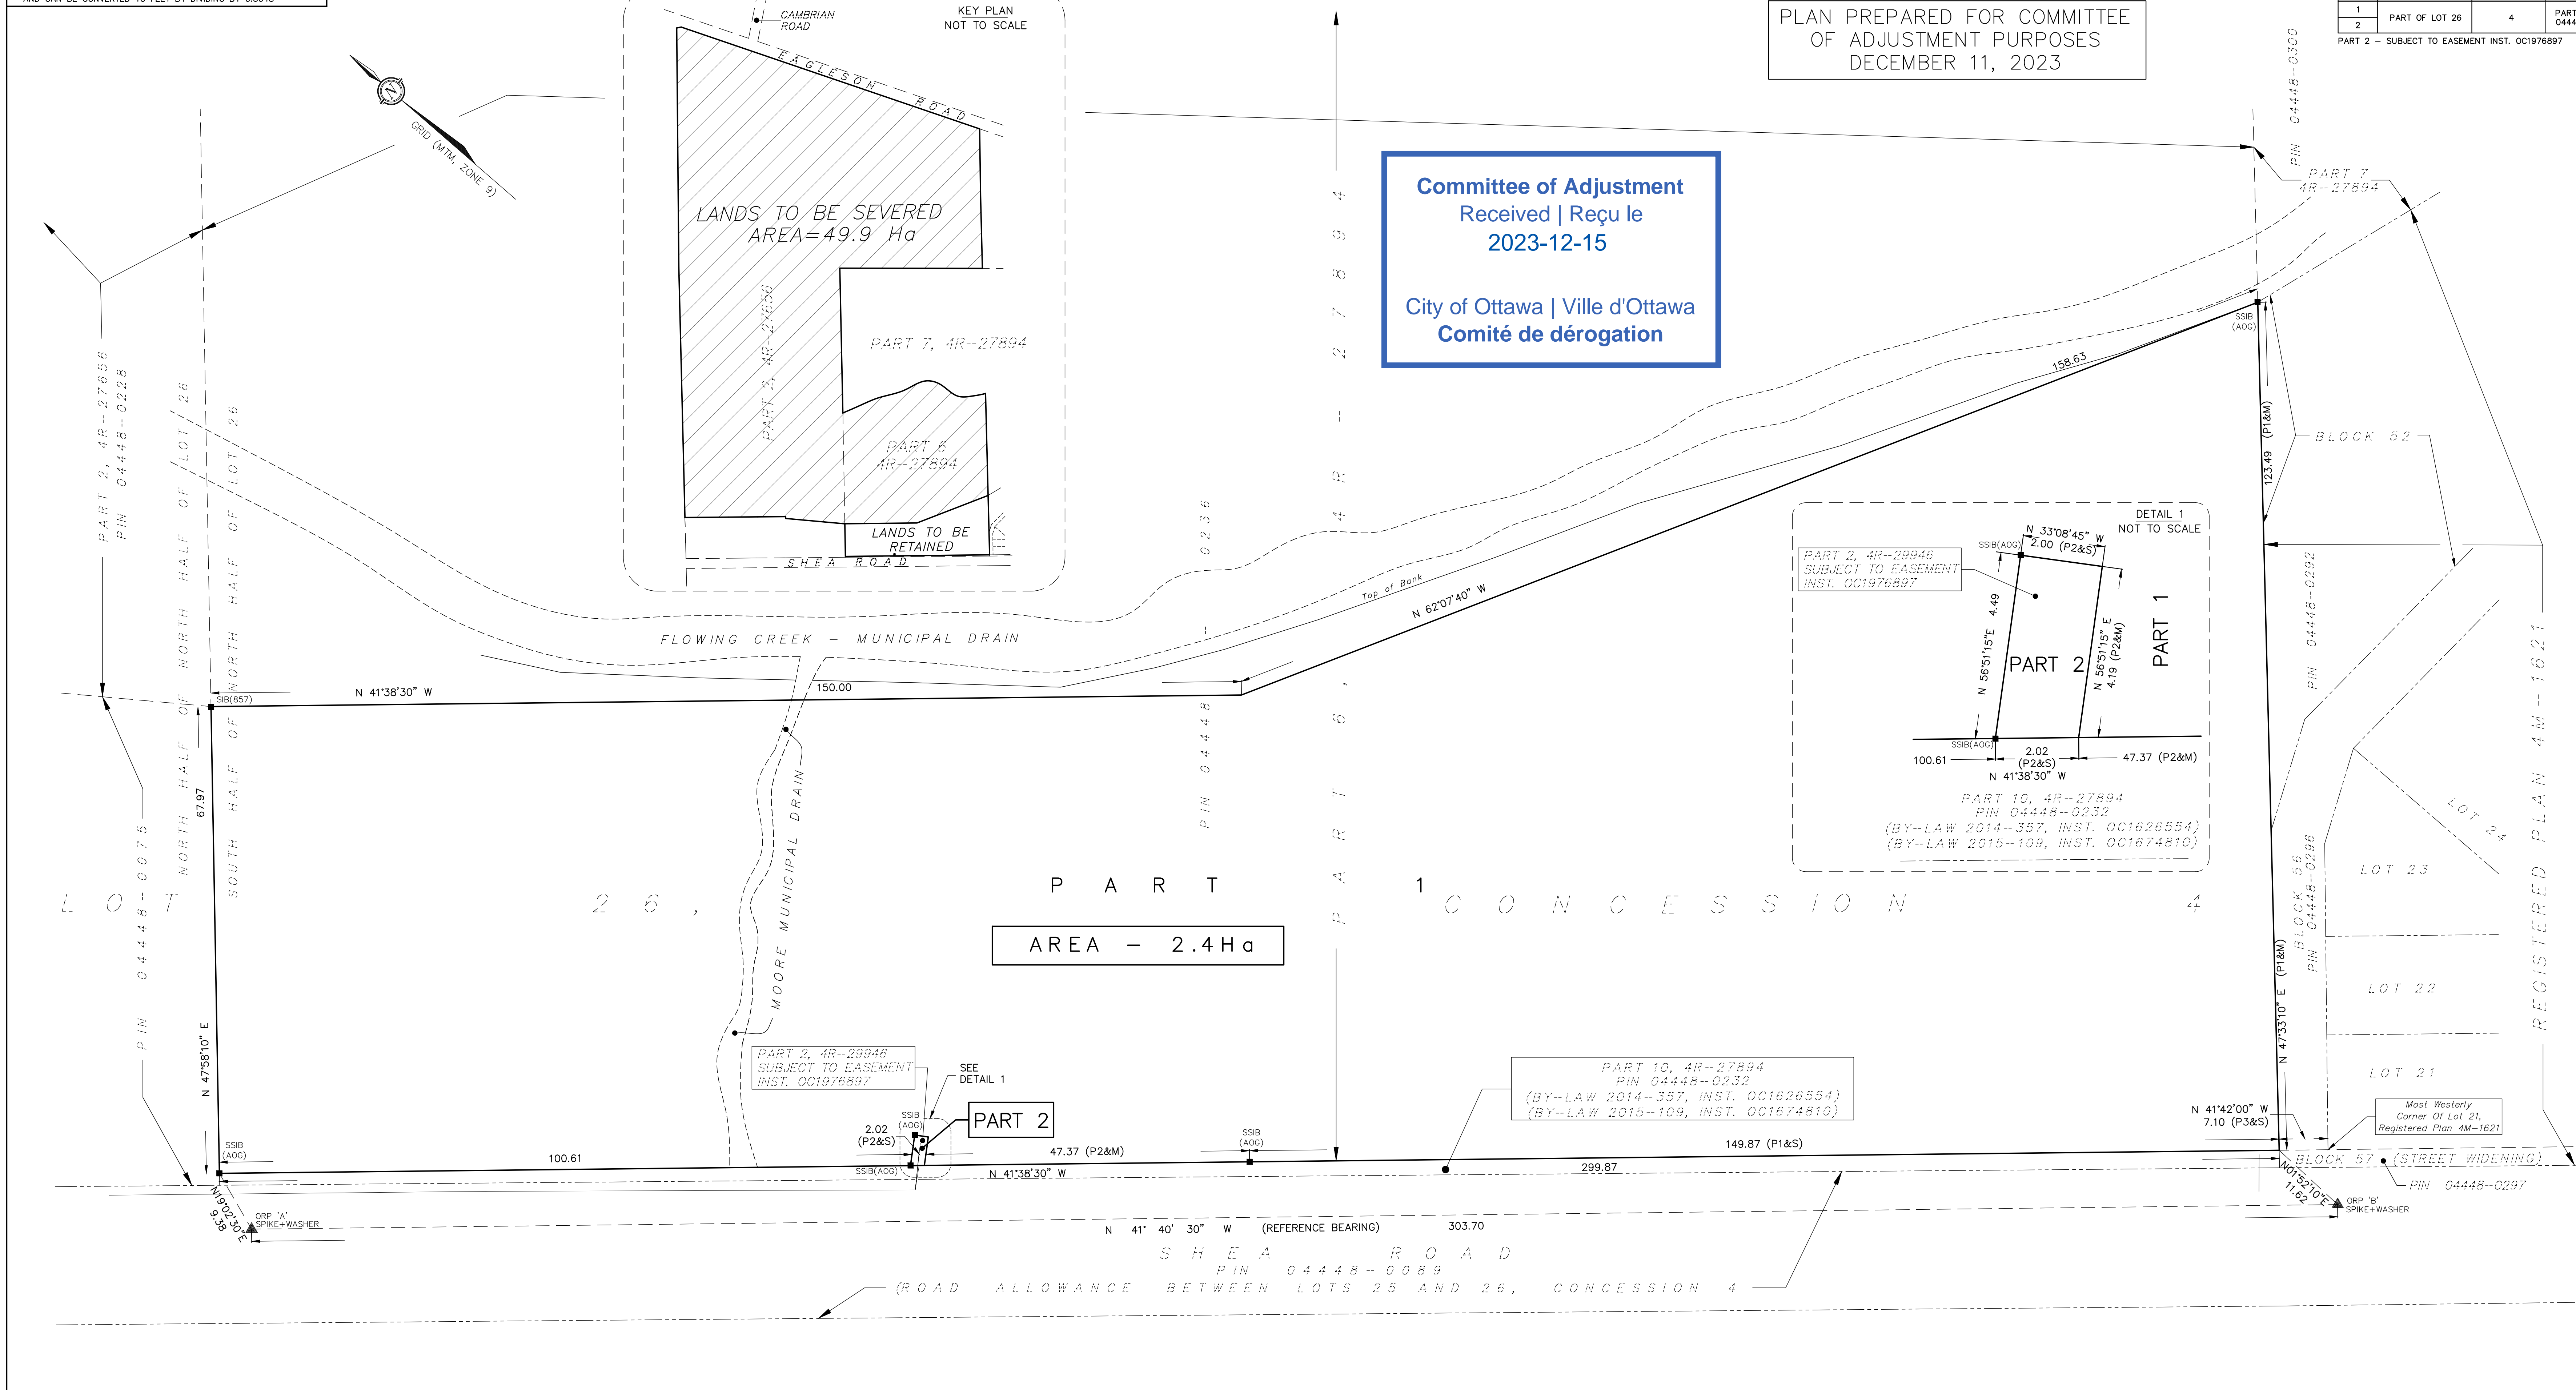 KEY PLAN
NOT TO SCALE
CAMBRIAN
ROAD
EAGLESON ROAD
LANDS TO BE SEVERED
AREA=49.9 Ha
PART 2, 4R-27656
PART 7, 4R-27894
PART 6
4R-27894
LANDS TO BE
RETAINED
SHEA ROAD
PLAN PREPARED FOR COMMITTEE
OF ADJUSTMENT PURPOSES
DECEMBER 11, 2023
1
2
PART OF LOT 26
4
PART
PART 2 - SUBJECT TO EASEMENT INST. OC1976897
N
GRID (MTM, ZONE 9)
Committee of Adjustment
Received | Reçu le
2023-12-15
City of Ottawa | Ville d'Ottawa
Comité de dérogation
PIN 04448-0300
PART 7
4R-27894
PART 2, 4R-27656
PIN 04448-0228
NORTH HALF OF NORTH HALF OF LOT 26
SOUTH HALF OF NORTH HALF OF LOT 26
PIN 04448-0236
PART 6, 4R-27894
SSIB
(AOG)
158.63
123.49 (P1&M)
BLOCK 52
Top of Bank
N 62°07'40" W
FLOWING CREEK - MUNICIPAL DRAIN
N 41°38'30" W
150.00
SIB(857)
67.97
N 47°58'10" E
PIN 04448-0075
MOORE MUNICIPAL DRAIN
DETAIL 1
NOT TO SCALE
N 33°08'45" W
2.00 (P2&S)
SSIB(AOG)
PART 2, 4R-29946
SUBJECT TO EASEMENT
INST. OC1976897
4.49
N 56°51'15"E
PART 2
N 56°51'15" E
4.19 (P2&M)
PART 1
SSIB(AOG)
100.61
2.02
(P2&S)
47.37 (P2&M)
N 41°38'30" W
PART 10, 4R-27894
PIN 04448-0232
(BY-LAW 2014-357, INST. OC1626554)
(BY-LAW 2015-109, INST. OC1674810)
PIN 04448-0292
REGISTERED PLAN 4M-1621
LOT 24
LOT 23
LOT 22
LOT 21
BLOCK 56
PIN 04448-0296
PART 1
LOT 26, CONCESSION 4
AREA - 2.4Ha
N 47°33'10" E (P1&M)
PART 2, 4R-29946
SUBJECT TO EASEMENT
INST. OC1976897
SEE
DETAIL 1
PART 2
SSIB
(AOG)
2.02
(P2&S)
SSIB(AOG)
47.37 (P2&M)
SSIB
(AOG)
100.61
SSIB
(AOG)
N 41°38'30" W
PART 10, 4R-27894
PIN 04448-0232
(BY-LAW 2014-357, INST. OC1626554)
(BY-LAW 2015-109, INST. OC1674810)
149.87 (P1&S)
299.87
N 41°42'00" W
7.10 (P3&S)
Most Westerly
Corner Of Lot 21,
Registered Plan 4M-1621
BLOCK 57 (STREET WIDENING)
PIN 04448-0297
N19°02'30"E
9.38
ORP 'A'
SPIKE+WASHER
N01°52'10"E
11.62
ORP 'B'
SPIKE+WASHER
N 41° 40' 30" W (REFERENCE BEARING) 303.70
SHEA ROAD
PIN 04448-0089
(ROAD ALLOWANCE BETWEEN LOTS 25 AND 26, CONCESSION 4